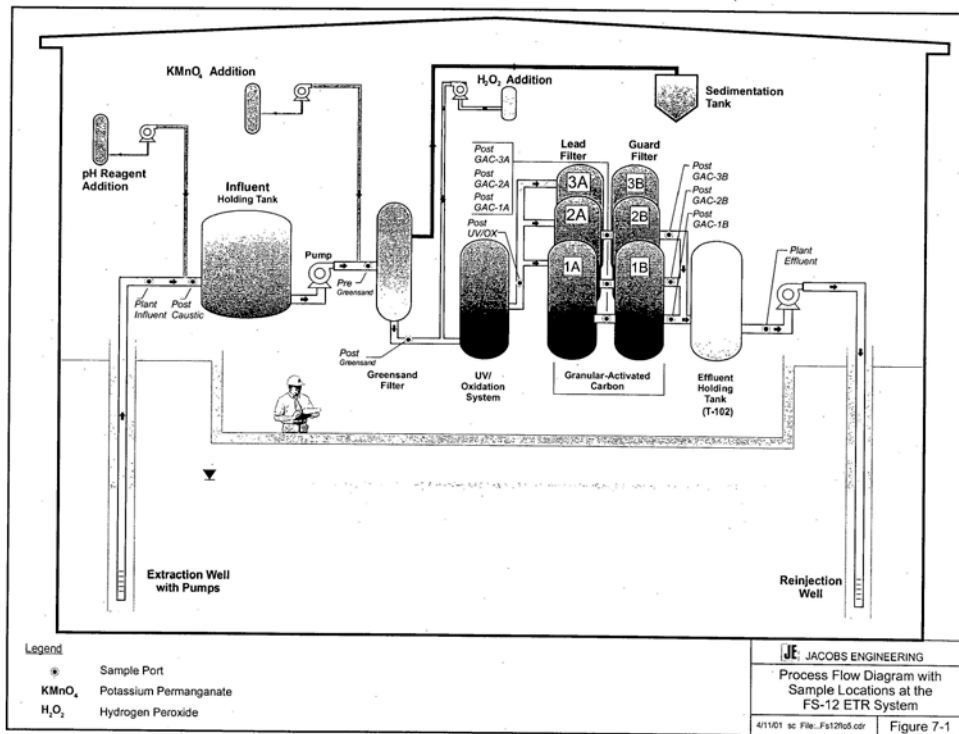 KMnO₄ Addition
H₂O₂ Addition
Sedimentation
Tank
pH Reagent
Addition
Influent
Holding Tank
Pump
Pre
Greensand
Plant
Influent
Post
Caustic
Post
Greensand
Greensand
Filter
Post
GAC-3A
Post
GAC-2A
Post
GAC-1A
Post
UV/OX
Lead
Filter
Guard
Filter
3A
3B
2A
2B
1A
1B
Post
GAC-3B
Post
GAC-2B
Post
GAC-1B
Plant
Effluent
UV/
Oxidation
System
Granular-Activated
Carbon
Effluent
Holding
Tank
(T-102)
Extraction Well
with Pumps
Reinjection
Well
Legend
Sample Port
KMnO₄ Potassium Permanganate
H₂O₂ Hydrogen Peroxide
JE JACOBS ENGINEERING
Process Flow Diagram with
Sample Locations at the
FS-12 ETR System
4/11/01 sc File:..Fs12flo5.cdr Figure 7-1